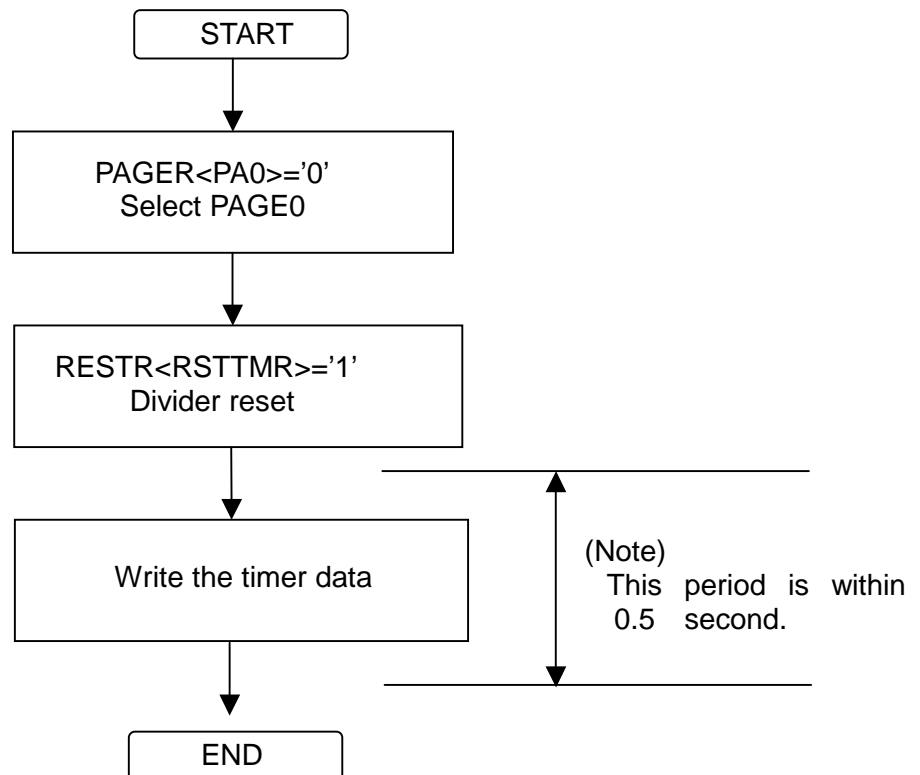 START
PAGER<PA0>='0'
Select PAGE0
RESTR<RSTTMR>='1'
Divider reset
Write the timer data
(Note)
This period is within
0.5 second.
END